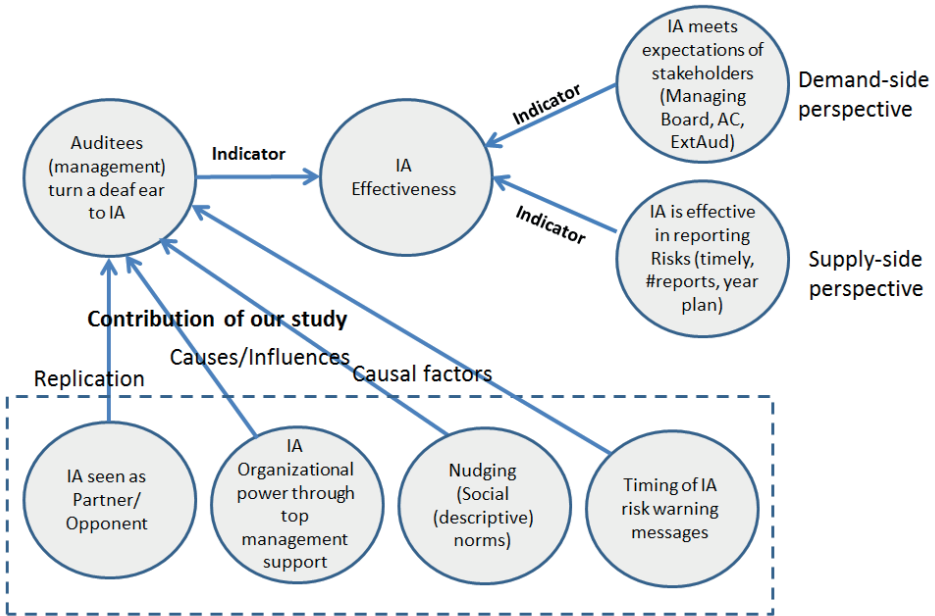 IA meets
expectations of
stakeholders
(Managing
Board, AC,
ExtAud)
Demand-side
perspective
Indicator
Auditees
(management)
turn a deaf ear
to IA
Indicator
IA
Effectiveness
Indicator
IA is effective
in reporting
Risks (timely,
#reports, year
plan)
Supply-side
perspective
Contribution of our study
Causes/Influences
Causal factors
Replication
IA seen as
Partner/
Opponent
IA
Organizational
power through
top
management
support
Nudging
(Social
(descriptive)
norms)
Timing of IA
risk warning
messages